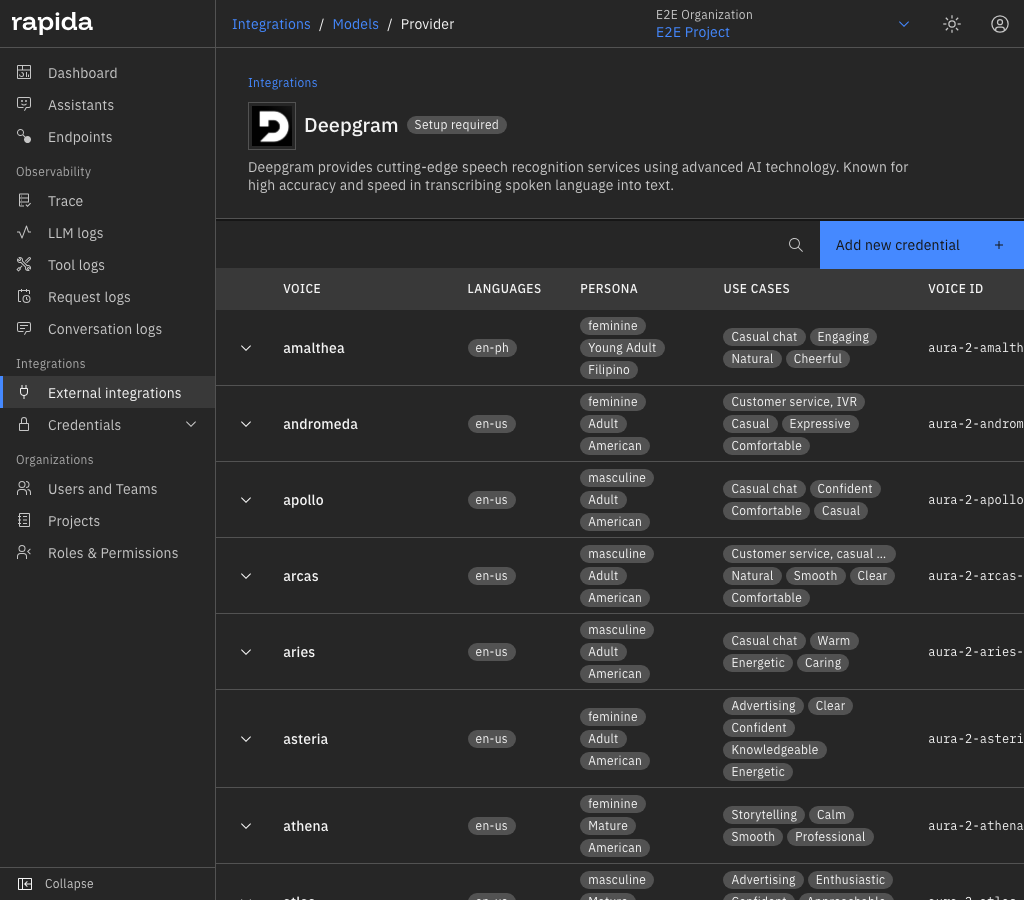 rapida
Integrations / Models / Provider
E2E Organization
E2E Project
Dashboard
Assistants
Endpoints
Observability
Trace
LLM logs
Tool logs
Request logs
Conversation logs
Integrations
External integrations
Credentials
Organizations
Users and Teams
Projects
Roles & Permissions
Collapse
Integrations
Deepgram Setup required
Deepgram provides cutting-edge speech recognition services using advanced AI technology. Known for
high accuracy and speed in transcribing spoken language into text.
Add new credential +
VOICE LANGUAGES PERSONA USE CASES VOICE ID
amalthea en-ph
feminine
Young Adult
Filipino
Casual chat Engaging
Natural Cheerful
aura-2-amalth
andromeda en-us
feminine
Adult
American
Customer service, IVR
Casual Expressive
Comfortable
aura-2-androm
apollo en-us
masculine
Adult
American
Casual chat Confident
Comfortable Casual
aura-2-apollo
arcas en-us
masculine
Adult
American
Customer service, casual ...
Natural Smooth Clear
Comfortable
aura-2-arcas-
aries en-us
masculine
Adult
American
Casual chat Warm
Energetic Caring
aura-2-aries-
asteria en-us
feminine
Adult
American
Advertising Clear
Confident
Knowledgeable
Energetic
aura-2-asteri
athena en-us
feminine
Mature
American
Storytelling Calm
Smooth Professional
aura-2-athena
masculine
Advertising Enthusiastic